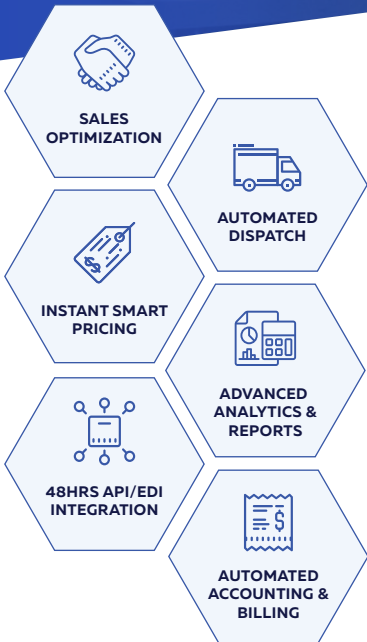 SALES
OPTIMIZATION
AUTOMATED
DISPATCH
INSTANT SMART
PRICING
ADVANCED
ANALYTICS &
REPORTS
48HRS API/EDI
INTEGRATION
AUTOMATED
ACCOUNTING &
BILLING